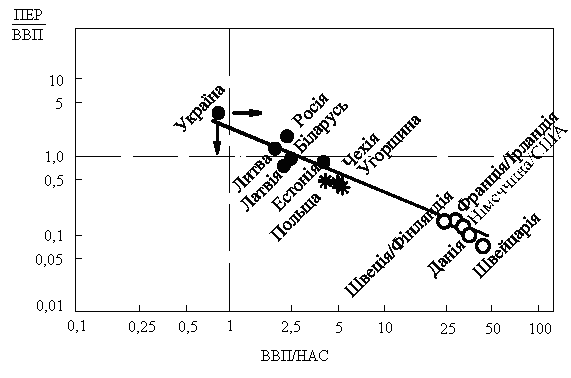 ПЕР
ВВП
10
5
1,0
0,5
0,1
0,05
0,01
Україна
Росія
Біларусь
Литва
Латвія
Естонія
Чехія
Угорщина
Польша
Швеція/Фінляндія
Франція/Ірландія
Німеччина/США
Данія
Швейцарія
0,1 0,25 0,5 1 2,5 5 10 25 50 100
ВВП/НАС